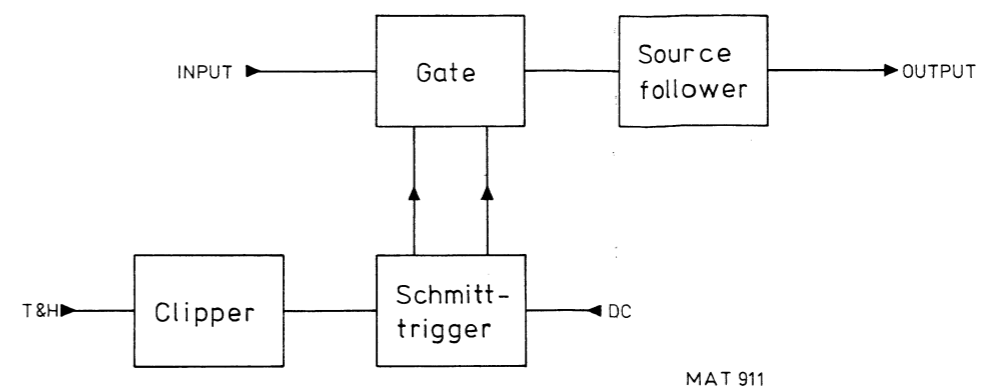 INPUT
Gate
Source
follower
OUTPUT
T&H
Clipper
Schmitt-
trigger
DC
MAT 911